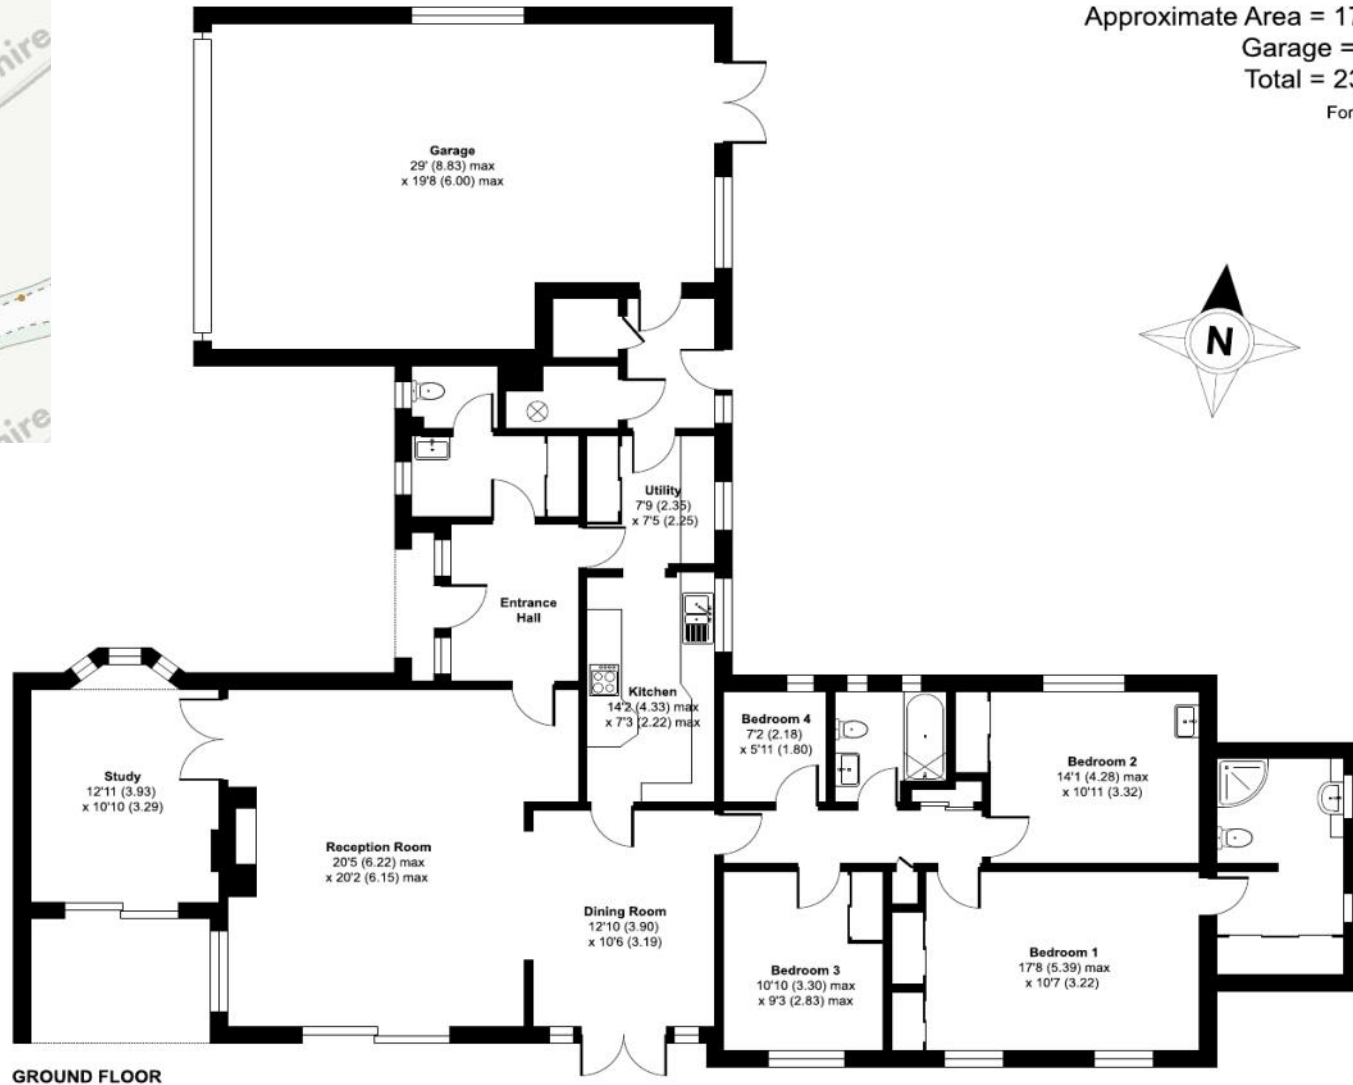 hire
hire
Approximate Area = 17
Garage =
Total = 23
For
Garage
29' (8.83) max
x 19'8 (6.00) max
N
Utility
7'9 (2.35)
x 7'5 (2.25)
Entrance
Hall
Kitchen
14'2 (4.33) max
x 7'3 (2.22) max
Bedroom 4
7'2 (2.18)
x 5'11 (1.80)
Bedroom 2
14'1 (4.28) max
x 10'11 (3.32)
Study
12'11 (3.93)
x 10'10 (3.29)
Reception Room
20'5 (6.22) max
x 20'2 (6.15) max
Dining Room
12'10 (3.90)
x 10'6 (3.19)
Bedroom 3
10'10 (3.30) max
x 9'3 (2.83) max
Bedroom 1
17'8 (5.39) max
x 10'7 (3.22)
GROUND FLOOR